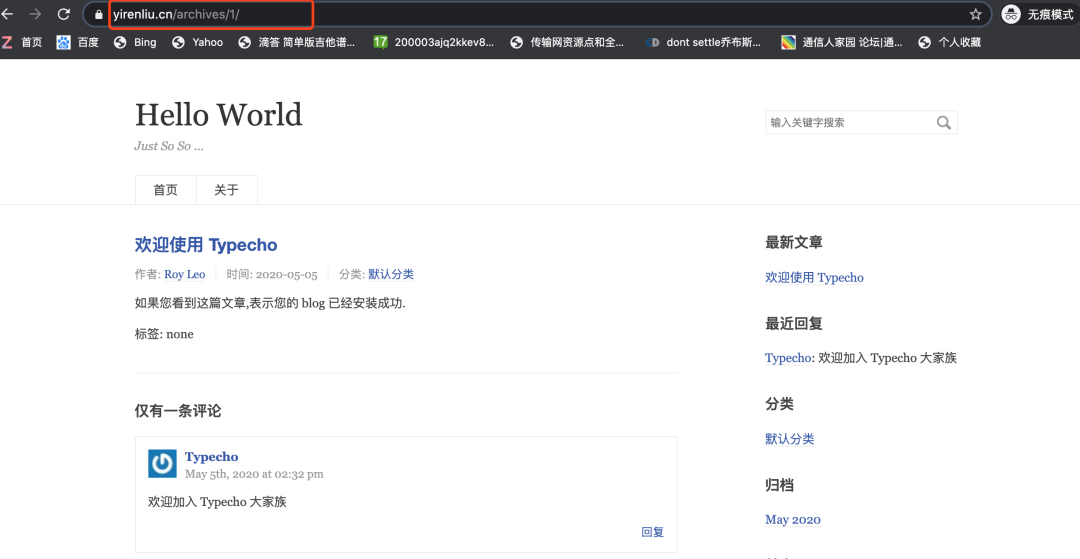 yirenliu.cn/archives/1/
无痕模式
首页 百度 Bing Yahoo 滴答 简单版吉他谱... 17 200003ajq2kkev8... 传输网资源点和全... dont settle乔布斯... 通信人家园 论坛|通... 个人收藏
Hello World
输入关键字搜索
Just So So ...
首页 关于
欢迎使用 Typecho
作者: Roy Leo 时间: 2020-05-05 分类: 默认分类
如果您看到这篇文章,表示您的 blog 已经安装成功.
标签: none
仅有一条评论
Typecho
May 5th, 2020 at 02:32 pm
欢迎加入 Typecho 大家族
回复
最新文章
欢迎使用 Typecho
最近回复
Typecho: 欢迎加入 Typecho 大家族
分类
默认分类
归档
May 2020